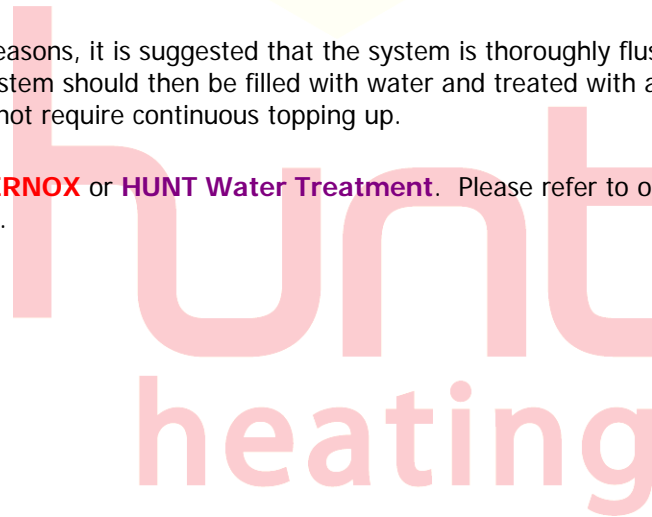 easons, it is suggested that the system is thoroughly flus
stem should then be filled with water and treated with a
not require continuous topping up.
ERNOX or HUNT Water Treatment.  Please refer to o
.
hunt
heating